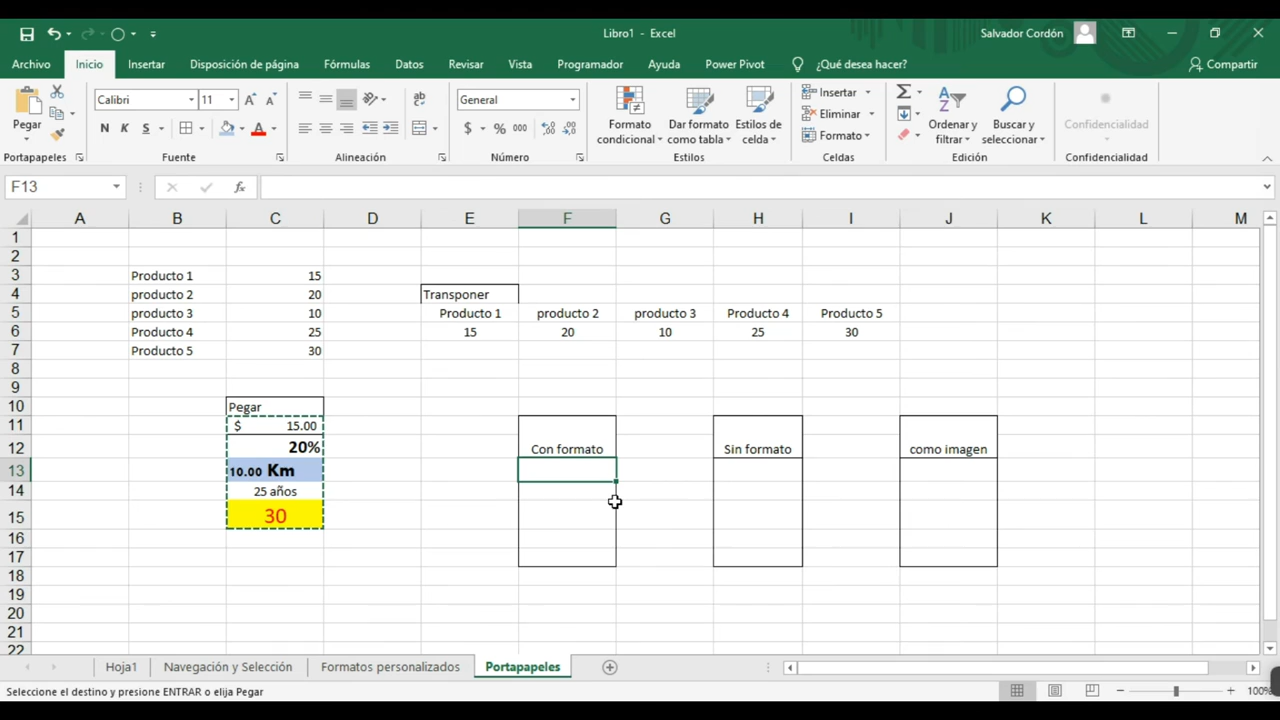 Libro1 - Excel
Salvador Cordón
Archivo Inicio Insertar Disposición de página Fórmulas Datos Revisar Vista Programador Ayuda Power Pivot ¿Qué desea hacer? Compartir
Pegar
Calibri 11
N K S
General
$ % 000
Formato condicional
Dar formato como tabla
Estilos de celda
Insertar
Eliminar
Formato
Ordenar y filtrar
Buscar y seleccionar
Confidencialidad
Portapapeles Fuente Alineación Número Estilos Celdas Edición Confidencialidad
F13 fx
A B C D E F G H I J K L M
1
2
3 Producto 1 15
4 producto 2 20 Transponer
5 producto 3 10 Producto 1 producto 2 producto 3 Producto 4 Producto 5
6 Producto 4 25 15 20 10 25 30
7 Producto 5 30
8
9
10 Pegar
11 $ 15.00
12 20% Con formato Sin formato como imagen
13 10.00 Km
14 25 años
15 30
16
17
18
19
20
21
22
Hoja1 Navegación y Selección Formatos personalizados Portapapeles
Seleccione el destino y presione ENTRAR o elija Pegar 100%